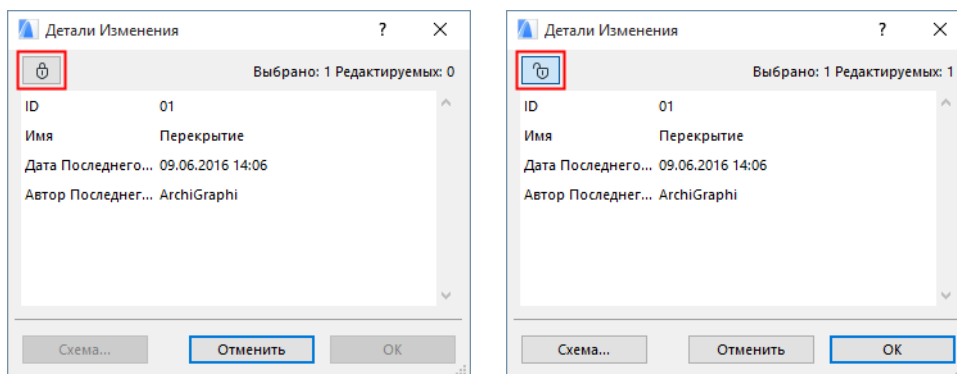 Детали Изменения ?
Выбрано: 1 Редактируемых: 0
ID 01
Имя Перекрытие
Дата Последнего... 09.06.2016 14:06
Автор Последнег... ArchiGraphi
Схема... Отменить ОК
Детали Изменения ?
Выбрано: 1 Редактируемых: 1
ID 01
Имя Перекрытие
Дата Последнего... 09.06.2016 14:06
Автор Последнег... ArchiGraphi
Схема... Отменить ОК